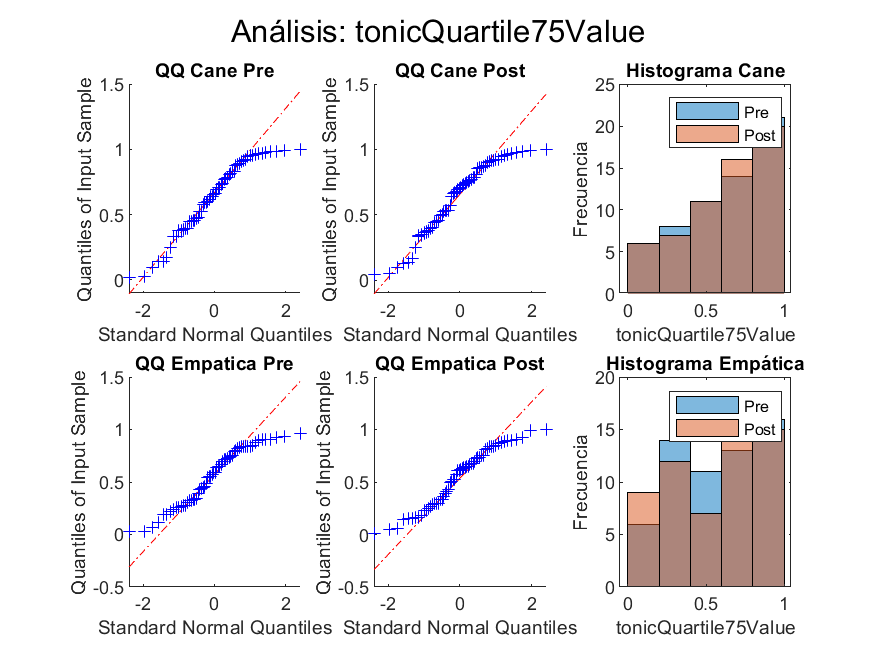 Análisis: tonicQuartile75Value
QQ Cane Pre
1.5
1
0.5
0
Quantiles of Input Sample
-2
0
2
Standard Normal Quantiles
QQ Cane Post
1.5
1
0.5
0
Quantiles of Input Sample
-2
0
2
Standard Normal Quantiles
Histograma Cane
25
20
15
10
5
0
Frecuencia
Pre
Post
0
0.5
1
tonicQuartile75Value
QQ Empatica Pre
1.5
1
0.5
0
-0.5
Quantiles of Input Sample
-2
0
2
Standard Normal Quantiles
QQ Empatica Post
1.5
1
0.5
0
-0.5
Quantiles of Input Sample
-2
0
2
Standard Normal Quantiles
Histograma Empática
20
15
10
5
0
Frecuencia
Pre
Post
0
0.5
1
tonicQuartile75Value